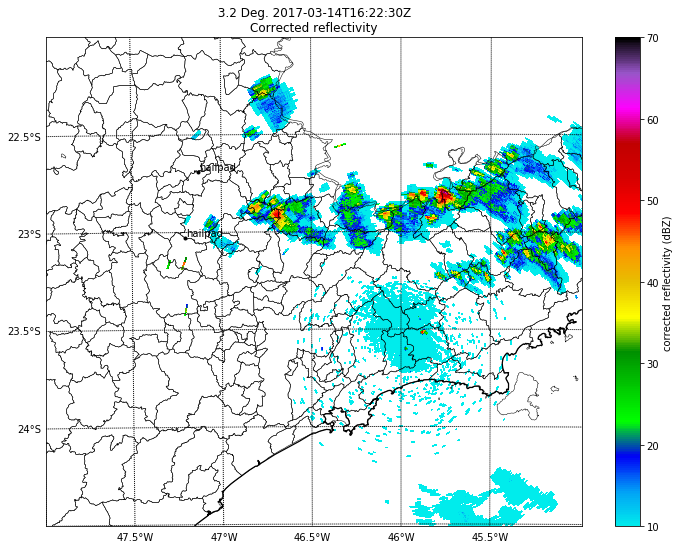 3.2 Deg. 2017-03-14T16:22:30Z
Corrected reflectivity
22.5°S
23°S
23.5°S
24°S
47.5°W
47°W
46.5°W
46°W
45.5°W
hailpad
hailpad
70
60
50
40
30
20
10
corrected reflectivity (dBZ)